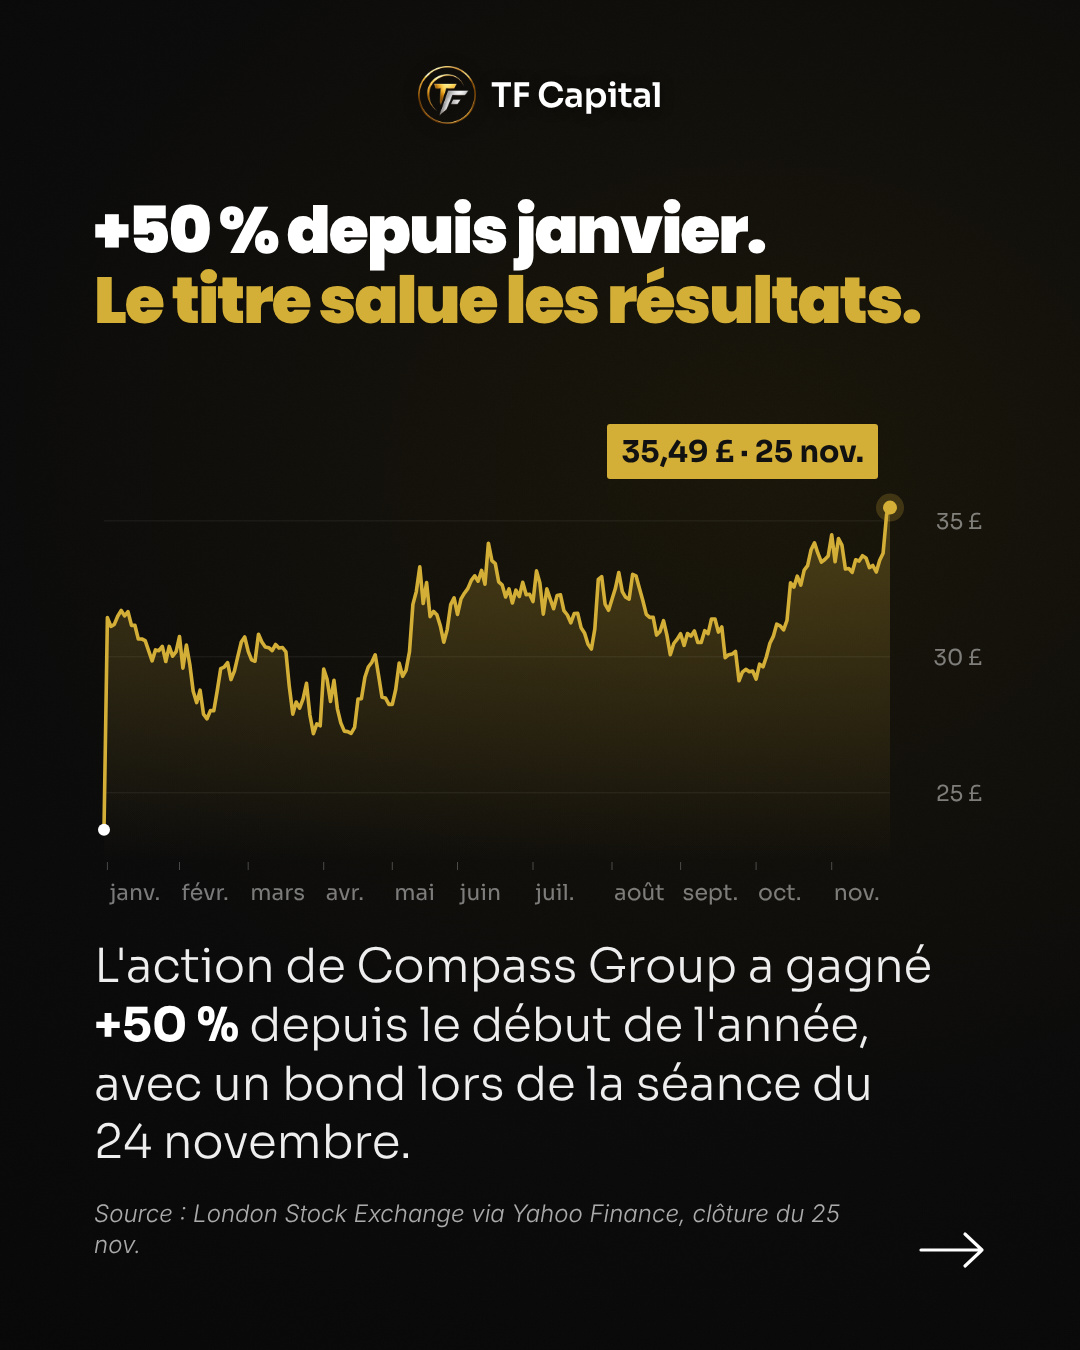 TF Capital
+50 % depuis janvier.
Le titre salue les résultats.
35,49 £ · 25 nov.
35 £
30 £
25 £
janv. févr. mars avr. mai juin juil. août sept. oct. nov.
L'action de Compass Group a gagné
+50 % depuis le début de l'année,
avec un bond lors de la séance du
24 novembre.
Source : London Stock Exchange via Yahoo Finance, clôture du 25
nov.